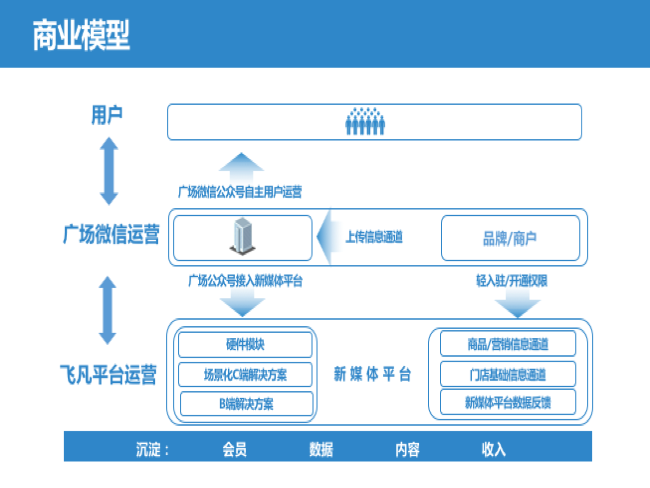 商业模型
用户
广场微信公众号自主用户运营
广场微信运营
上传信息通道
品牌/商户
广场公众号接入新媒体平台
轻入驻/开通权限
飞凡平台运营
硬件模块
场景化C端解决方案
B端解决方案
新媒体平台
商品/营销信息通道
门店基础信息通道
新媒体平台数据反馈
沉淀： 会员 数据 内容 收入